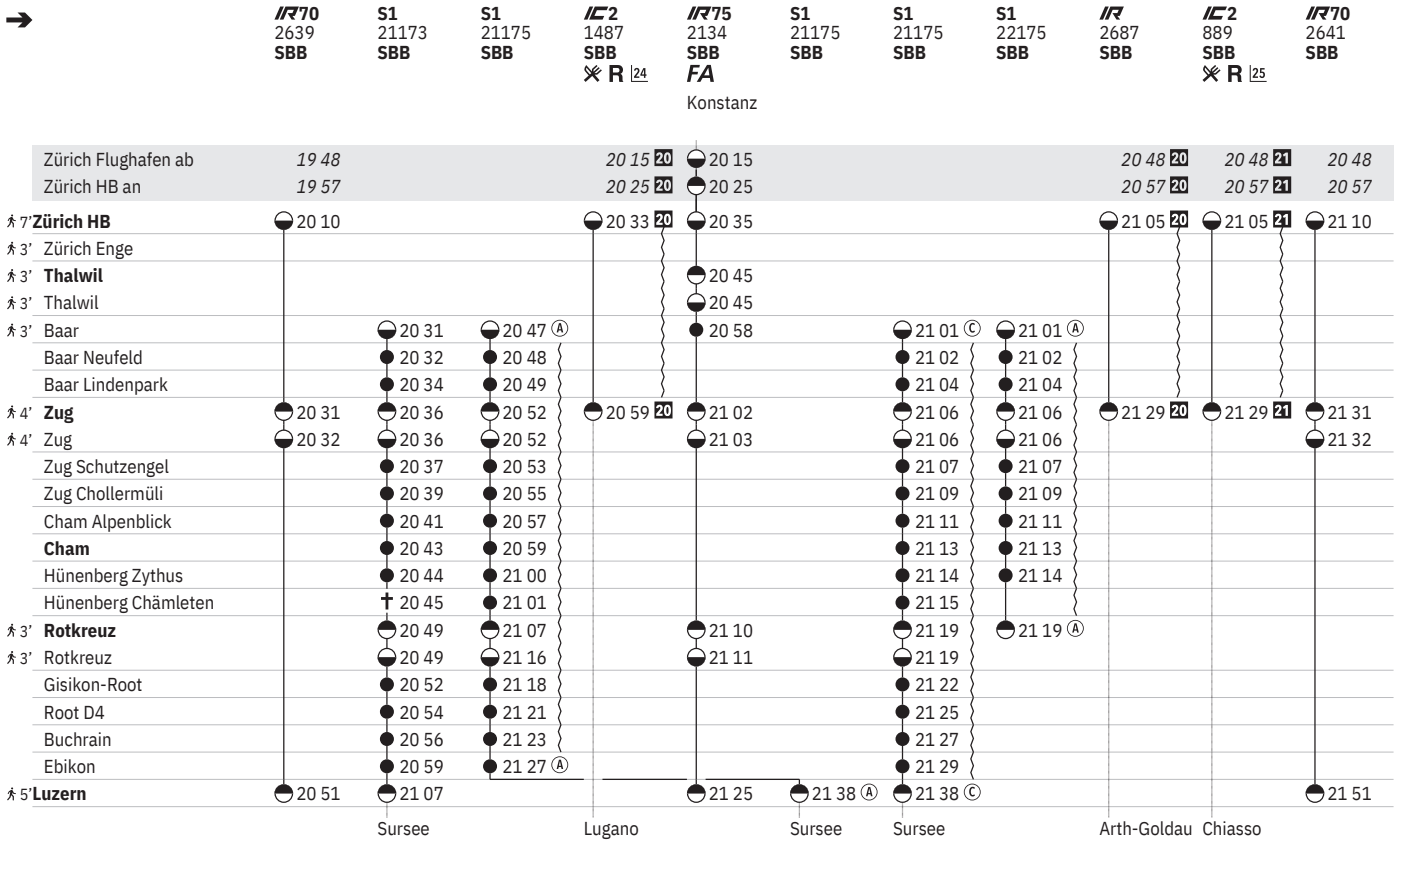 IR70 S1 S1 IC2 IR75 S1 S1 S1 IR IC2 IR70
2639 21173 21175 1487 2134 21175 21175 22175 2687 889 2641
SBB SBB SBB SBB SBB SBB SBB SBB SBB SBB SBB
R 24 FA R 25
Konstanz
Zürich Flughafen ab 19 48 20 15 20 20 15 20 48 20 20 48 21 20 48
Zürich HB an 19 57 20 25 20 20 25 20 57 20 20 57 21 20 57
7’ Zürich HB 20 10 20 33 20 20 35 21 05 20 21 05 21 21 10
3’ Zürich Enge
3’ Thalwil 20 45
3’ Thalwil 20 45
3’ Baar 20 31 20 47 A 20 58 21 01 C 21 01 A
Baar Neufeld 20 32 20 48 21 02 21 02
Baar Lindenpark 20 34 20 49 21 04 21 04
4’ Zug 20 31 20 36 20 52 20 59 20 21 02 21 06 21 06 21 29 20 21 29 21 21 31
4’ Zug 20 32 20 36 20 52 21 03 21 06 21 06 21 32
Zug Schutzengel 20 37 20 53 21 07 21 07
Zug Chollermüli 20 39 20 55 21 09 21 09
Cham Alpenblick 20 41 20 57 21 11 21 11
Cham 20 43 20 59 21 13 21 13
Hünenberg Zythus 20 44 21 00 21 14 21 14
Hünenberg Chämleten 20 45 21 01 21 15
3’ Rotkreuz 20 49 21 07 21 10 21 19 21 19 A
3’ Rotkreuz 20 49 21 16 21 11 21 19
Gisikon-Root 20 52 21 18 21 22
Root D4 20 54 21 21 21 25
Buchrain 20 56 21 23 21 27
Ebikon 20 59 21 27 A 21 29
5’ Luzern 20 51 21 07 21 25 21 38 A 21 38 C 21 51
Sursee Lugano Sursee Sursee Arth-Goldau Chiasso